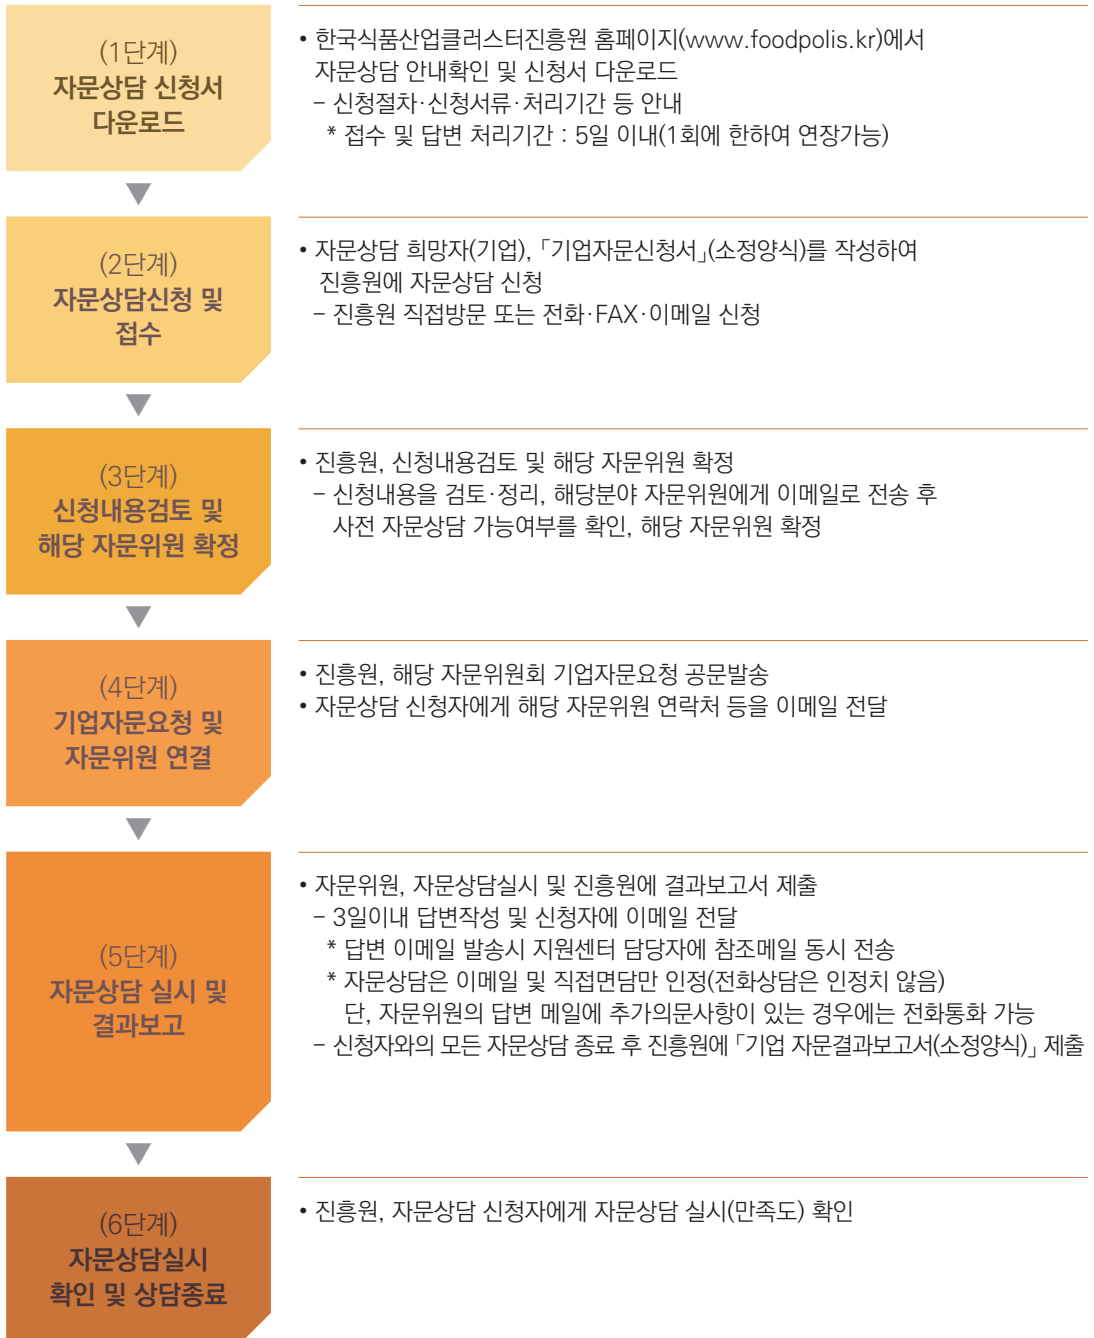 (1단계)
자문상담 신청서
다운로드
• 한국식품산업클러스터진흥원 홈페이지(www.foodpolis.kr)에서
자문상담 안내확인 및 신청서 다운로드
- 신청절차·신청서류·처리기간 등 안내
* 접수 및 답변 처리기간 : 5일 이내(1회에 한하여 연장가능)
(2단계)
자문상담신청 및
접수
• 자문상담 희망자(기업), 「기업자문신청서」(소정양식)를 작성하여
진흥원에 자문상담 신청
- 진흥원 직접방문 또는 전화·FAX·이메일 신청
(3단계)
신청내용검토 및
해당 자문위원 확정
• 진흥원, 신청내용검토 및 해당 자문위원 확정
- 신청내용을 검토·정리, 해당분야 자문위원에게 이메일로 전송 후
사전 자문상담 가능여부를 확인, 해당 자문위원 확정
(4단계)
기업자문요청 및
자문위원 연결
• 진흥원, 해당 자문위원회 기업자문요청 공문발송
• 자문상담 신청자에게 해당 자문위원 연락처 등을 이메일 전달
(5단계)
자문상담 실시 및
결과보고
• 자문위원, 자문상담실시 및 진흥원에 결과보고서 제출
- 3일이내 답변작성 및 신청자에 이메일 전달
* 답변 이메일 발송시 지원센터 담당자에 참조메일 동시 전송
* 자문상담은 이메일 및 직접면담만 인정(전화상담은 인정치 않음)
단, 자문위원의 답변 메일에 추가의문사항이 있는 경우에는 전화통화 가능
- 신청자와의 모든 자문상담 종료 후 진흥원에 「기업 자문결과보고서(소정양식)」 제출
(6단계)
자문상담실시
확인 및 상담종료
• 진흥원, 자문상담 신청자에게 자문상담 실시(만족도) 확인